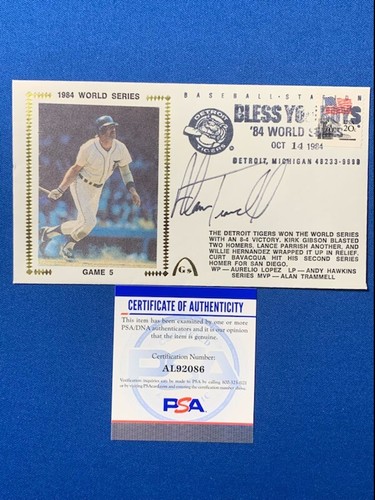 1984 WORLD SERIES
GAME 5
BASEBALL STATION
BLESS YOU BOYS
'84 WORLD SERIES
OCT 14 1984
DETROIT, MICHIGAN 48233-9998
DETROIT
TIGERS
20c
Alan Trammell
THE DETROIT TIGERS WON THE WORLD SERIES
WITH AN 8-4 VICTORY. KIRK GIBSON BLASTED
TWO HOMERS, LANCE PARRISH ANOTHER, AND
WILLIE HERNANDEZ WRAPPED IT UP IN RELIEF.
CURT BAVACQUA HIT HIS SECOND SERIES
HOMER FOR SAN DIEGO.
WP – AURELIO LOPEZ LP – ANDY HAWKINS
SERIES MVP – ALAN TRAMMELL
GS
CERTIFICATE OF AUTHENTICITY
This item has been examined by one or more
PSA/DNA authenticators and it is our opinion
that the item is genuine.
Certification Number:
AL92086
PSA